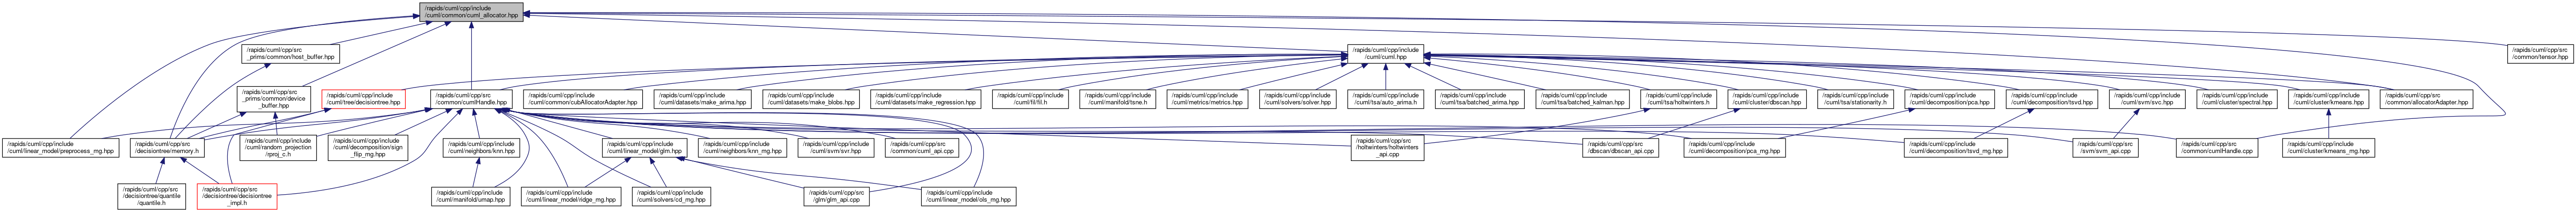 /rapids/cuml/cpp/include
/cuml/common/cuml_allocator.hpp
/rapids/cuml/cpp/src
_prims/common/host_buffer.hpp
/rapids/cuml/cpp/include
/cuml/cuml.hpp
/rapids/cuml/cpp/src
/common/tensor.hpp
/rapids/cuml/cpp/src
_prims/common/device
_buffer.hpp
/rapids/cuml/cpp/include
/cuml/tree/decisiontree.hpp
/rapids/cuml/cpp/src
/common/cumlHandle.hpp
/rapids/cuml/cpp/include
/cuml/common/cubAllocatorAdapter.hpp
/rapids/cuml/cpp/include
/cuml/datasets/make_arima.hpp
/rapids/cuml/cpp/include
/cuml/datasets/make_blobs.hpp
/rapids/cuml/cpp/include
/cuml/datasets/make_regression.hpp
/rapids/cuml/cpp/include
/cuml/fil/fil.h
/rapids/cuml/cpp/include
/cuml/manifold/tsne.h
/rapids/cuml/cpp/include
/cuml/metrics/metrics.hpp
/rapids/cuml/cpp/include
/cuml/solvers/solver.hpp
/rapids/cuml/cpp/include
/cuml/tsa/auto_arima.h
/rapids/cuml/cpp/include
/cuml/tsa/batched_arima.hpp
/rapids/cuml/cpp/include
/cuml/tsa/batched_kalman.hpp
/rapids/cuml/cpp/include
/cuml/tsa/holtwinters.h
/rapids/cuml/cpp/include
/cuml/cluster/dbscan.hpp
/rapids/cuml/cpp/include
/cuml/tsa/stationarity.h
/rapids/cuml/cpp/include
/cuml/decomposition/pca.hpp
/rapids/cuml/cpp/include
/cuml/decomposition/tsvd.hpp
/rapids/cuml/cpp/include
/cuml/svm/svc.hpp
/rapids/cuml/cpp/include
/cuml/cluster/spectral.hpp
/rapids/cuml/cpp/include
/cuml/cluster/kmeans.hpp
/rapids/cuml/cpp/src
/common/allocatorAdapter.hpp
/rapids/cuml/cpp/include
/cuml/linear_model/preprocess_mg.hpp
/rapids/cuml/cpp/src
/decisiontree/memory.h
/rapids/cuml/cpp/include
/cuml/random_projection
/rproj_c.h
/rapids/cuml/cpp/include
/cuml/decomposition/sign
_flip_mg.hpp
/rapids/cuml/cpp/include
/cuml/neighbors/knn.hpp
/rapids/cuml/cpp/include
/cuml/linear_model/glm.hpp
/rapids/cuml/cpp/include
/cuml/neighbors/knn_mg.hpp
/rapids/cuml/cpp/include
/cuml/svm/svr.hpp
/rapids/cuml/cpp/src
/common/cuml_api.cpp
/rapids/cuml/cpp/src
/holtwinters/holtwinters
_api.cpp
/rapids/cuml/cpp/src
/dbscan/dbscan_api.cpp
/rapids/cuml/cpp/include
/cuml/decomposition/pca_mg.hpp
/rapids/cuml/cpp/include
/cuml/decomposition/tsvd_mg.hpp
/rapids/cuml/cpp/src
/svm/svm_api.cpp
/rapids/cuml/cpp/src
/common/cumlHandle.cpp
/rapids/cuml/cpp/include
/cuml/cluster/kmeans_mg.hpp
/rapids/cuml/cpp/src
/decisiontree/quantile
/quantile.h
/rapids/cuml/cpp/src
/decisiontree/decisiontree
_impl.h
/rapids/cuml/cpp/include
/cuml/manifold/umap.hpp
/rapids/cuml/cpp/include
/cuml/linear_model/ridge_mg.hpp
/rapids/cuml/cpp/include
/cuml/solvers/cd_mg.hpp
/rapids/cuml/cpp/src
/glm/glm_api.cpp
/rapids/cuml/cpp/include
/cuml/linear_model/ols_mg.hpp